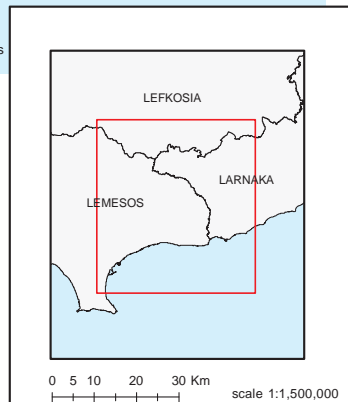 s
LEFKOSIA
LARNAKA
LEMESOS
0 5 10 20 30 Km
scale 1:1,500,000